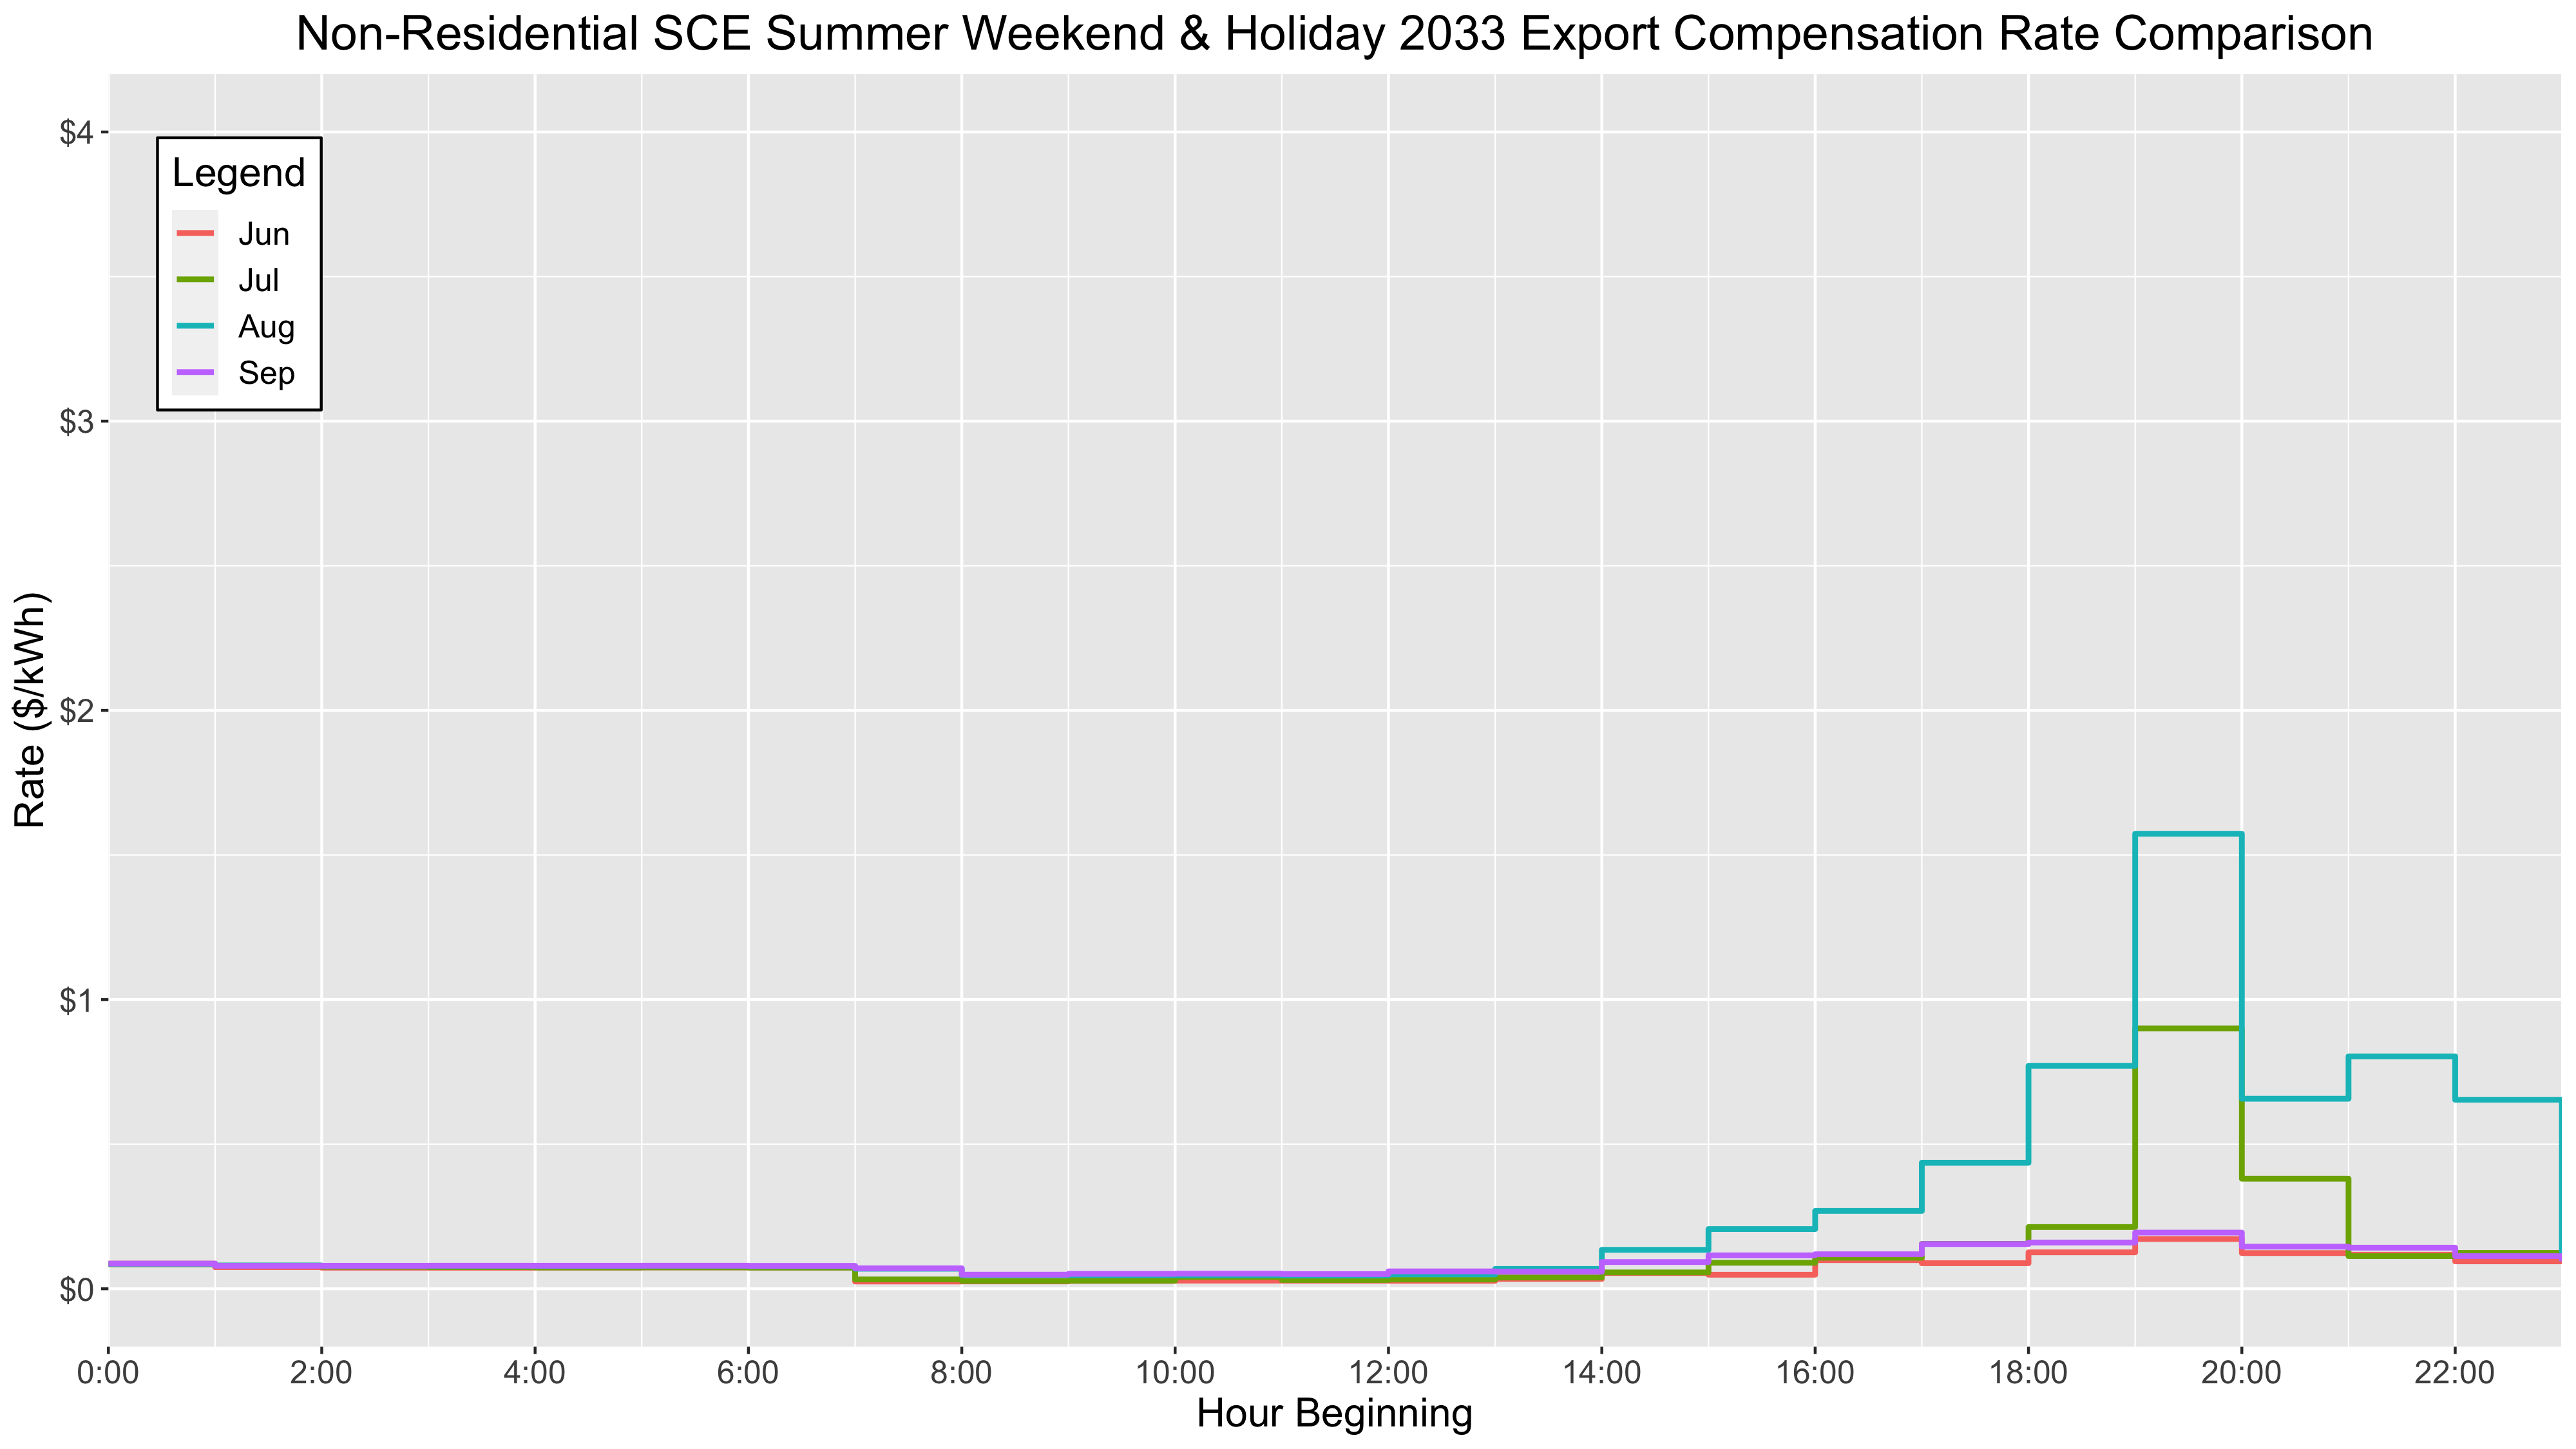 Non-Residential SCE Summer Weekend & Holiday 2033 Export Compensation Rate Comparison
$4
Legend
Jun
Jul
Aug
Sep
$3
Rate ($/kWh)
$2
$1
$0
0:00 2:00 4:00 6:00 8:00 10:00 12:00 14:00 16:00 18:00 20:00 22:00
Hour Beginning